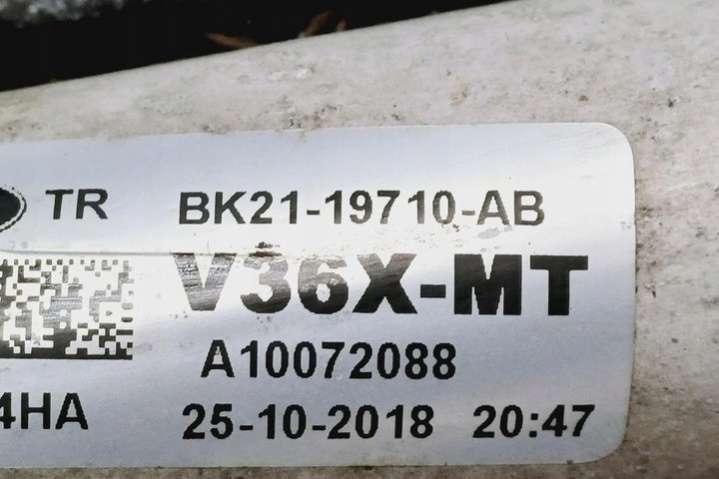 TR BK21-19710-AB
V36X-MT
A10072088
4HA 25-10-2018 20:47